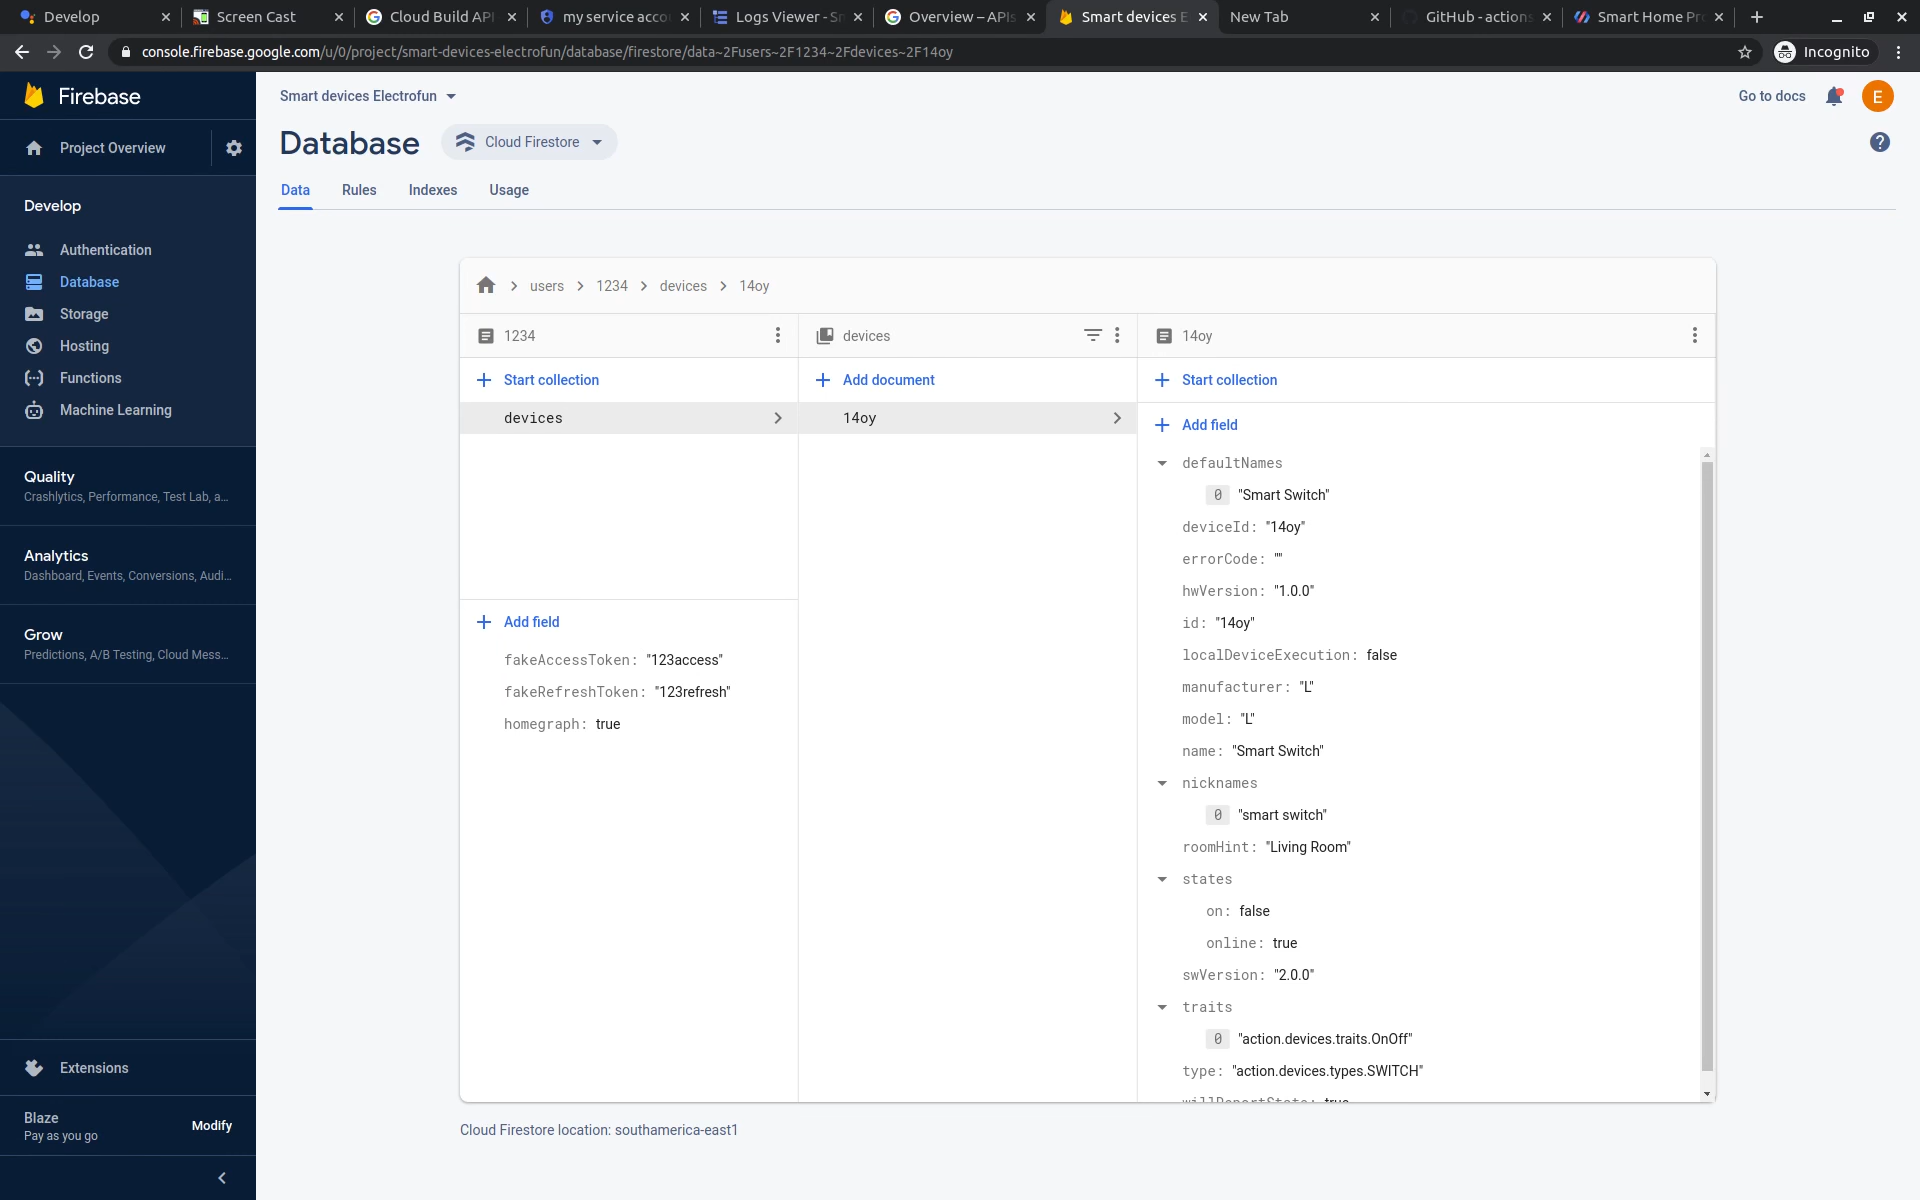 Develop
Screen Cast
Cloud Build API
my service accou
Logs Viewer - Sm
Overview – APIs
Smart devices E
New Tab
GitHub - actions
Smart Home Pr
console.firebase.google.com/u/0/project/smart-devices-electrofun/database/firestore/data~2Fusers~2F1234~2Fdevices~2F14oy
Incognito
Firebase
Project Overview
Develop
Authentication
Database
Storage
Hosting
Functions
Machine Learning
Quality
Crashlytics, Performance, Test Lab, a...
Analytics
Dashboard, Events, Conversions, Audi...
Grow
Predictions, A/B Testing, Cloud Mess...
Extensions
Blaze
Pay as you go
Modify
Smart devices Electrofun
Go to docs
E
Database
Cloud Firestore
Data
Rules
Indexes
Usage
users
1234
devices
14oy
1234
Start collection
devices
Add field
fakeAccessToken: "123access"
fakeRefreshToken: "123refresh"
homegraph: true
devices
Add document
14oy
14oy
Start collection
Add field
defaultNames
0 "Smart Switch"
deviceId: "14oy"
errorCode: ""
hwVersion: "1.0.0"
id: "14oy"
localDeviceExecution: false
manufacturer: "L"
model: "L"
name: "Smart Switch"
nicknames
0 "smart switch"
roomHint: "Living Room"
states
on: false
online: true
swVersion: "2.0.0"
traits
0 "action.devices.traits.OnOff"
type: "action.devices.types.SWITCH"
Cloud Firestore location: southamerica-east1